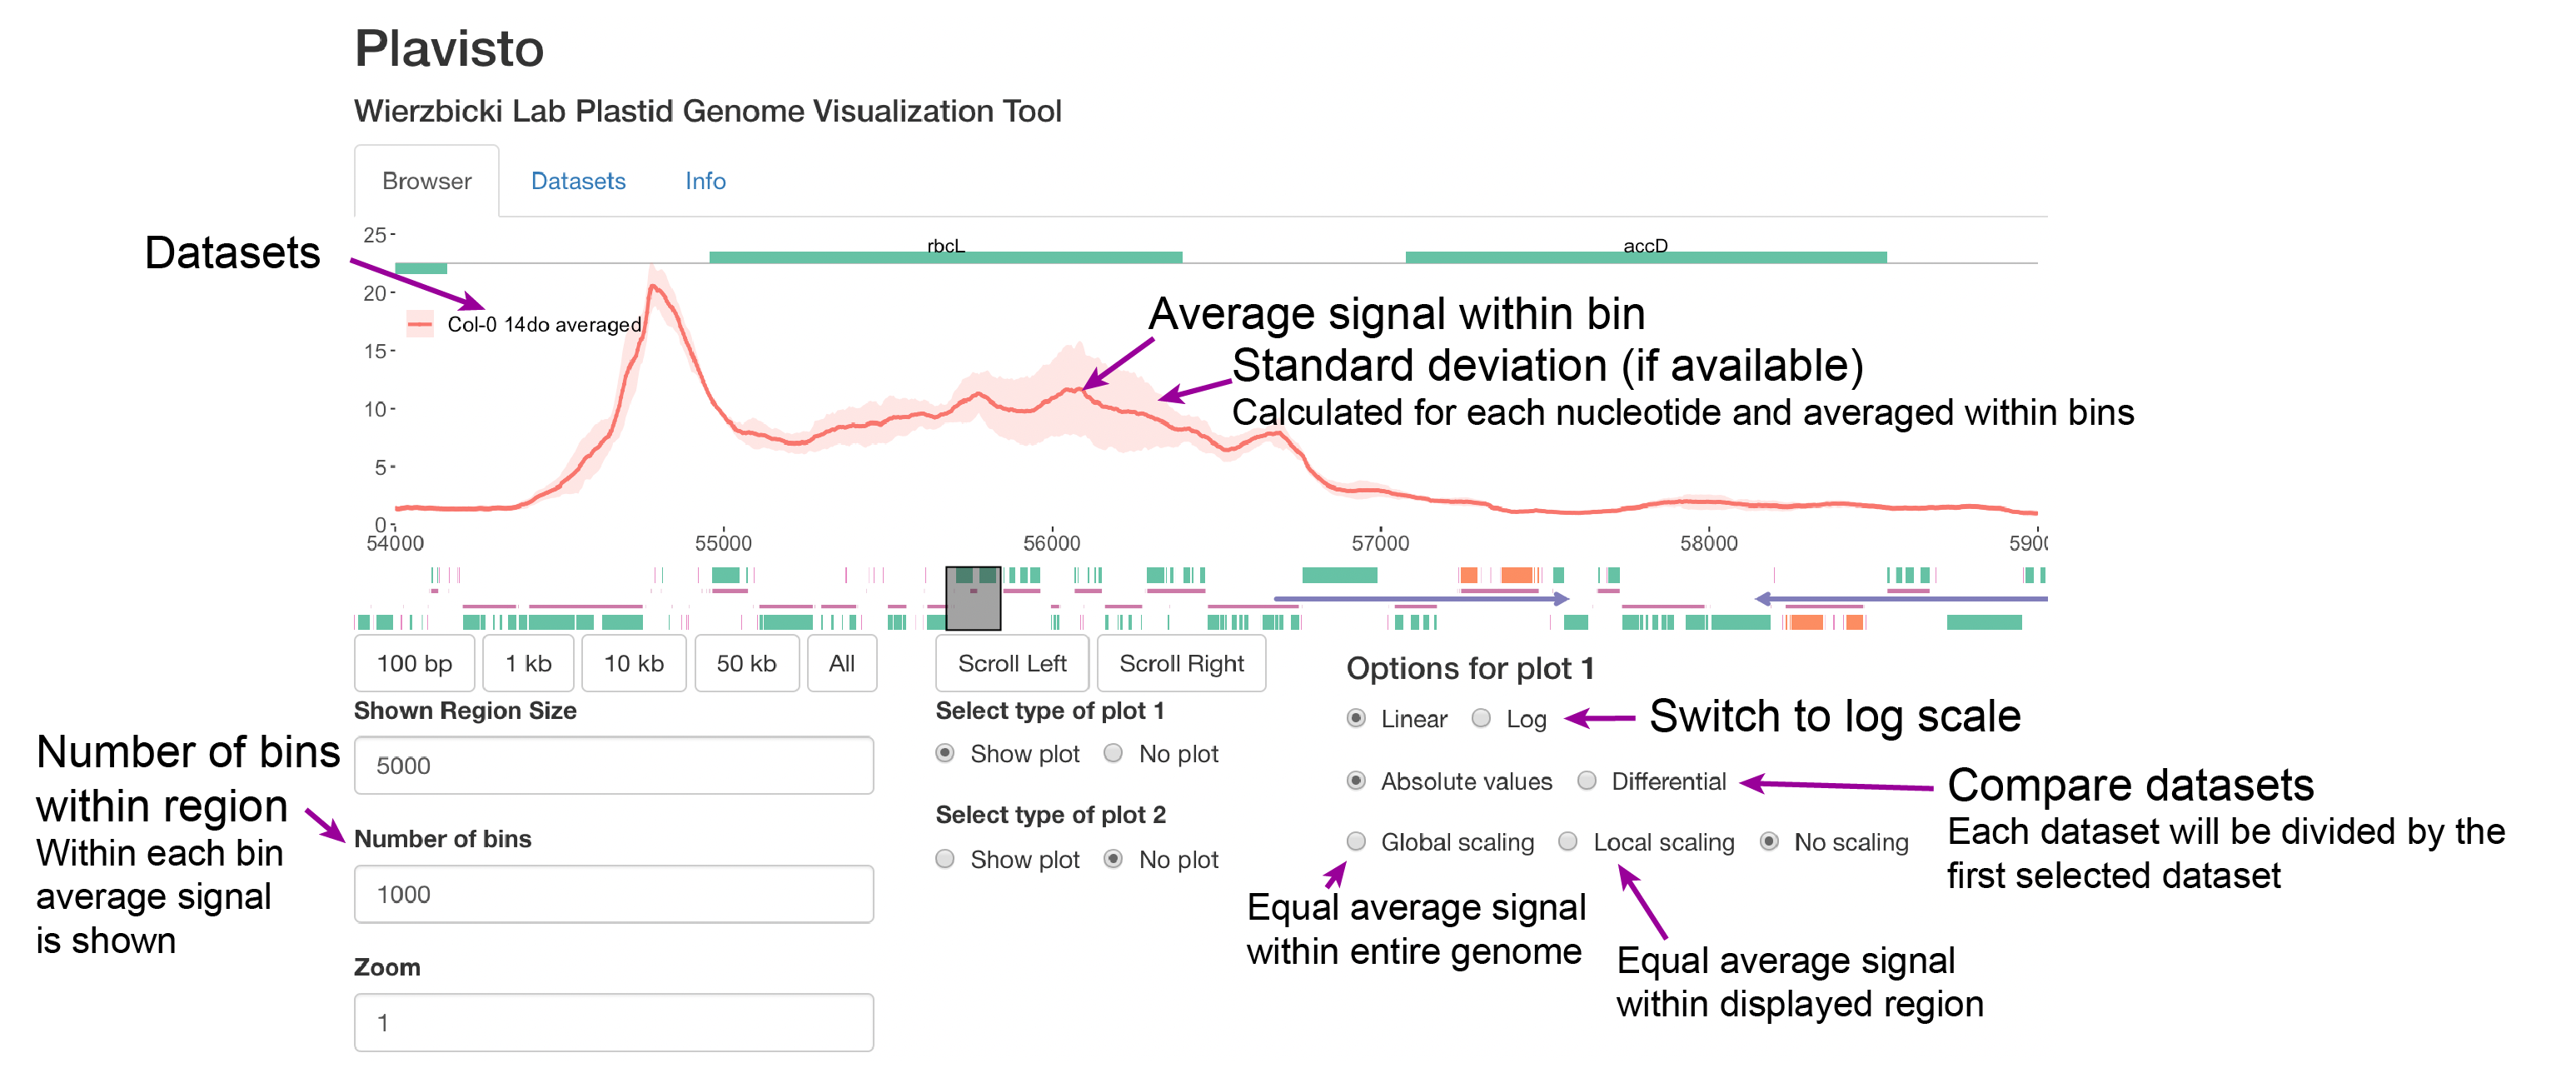 Plavisto
Wierzbicki Lab Plastid Genome Visualization Tool
Browser
Datasets
Info
Datasets
25
20
15
10
5
0
rbcL
accD
Col-0 14do averaged
Average signal within bin
Standard deviation (if available)
Calculated for each nucleotide and averaged within bins
54000
55000
56000
57000
58000
5900
100 bp
1 kb
10 kb
50 kb
All
Scroll Left
Scroll Right
Shown Region Size
5000
Number of bins
within region
Within each bin
average signal
is shown
Number of bins
1000
Zoom
1
Select type of plot 1
Show plot
No plot
Select type of plot 2
Show plot
No plot
Options for plot 1
Linear
Log
Switch to log scale
Absolute values
Differential
Compare datasets
Each dataset will be divided by the
first selected dataset
Global scaling
Local scaling
No scaling
Equal average signal
within entire genome
Equal average signal
within displayed region